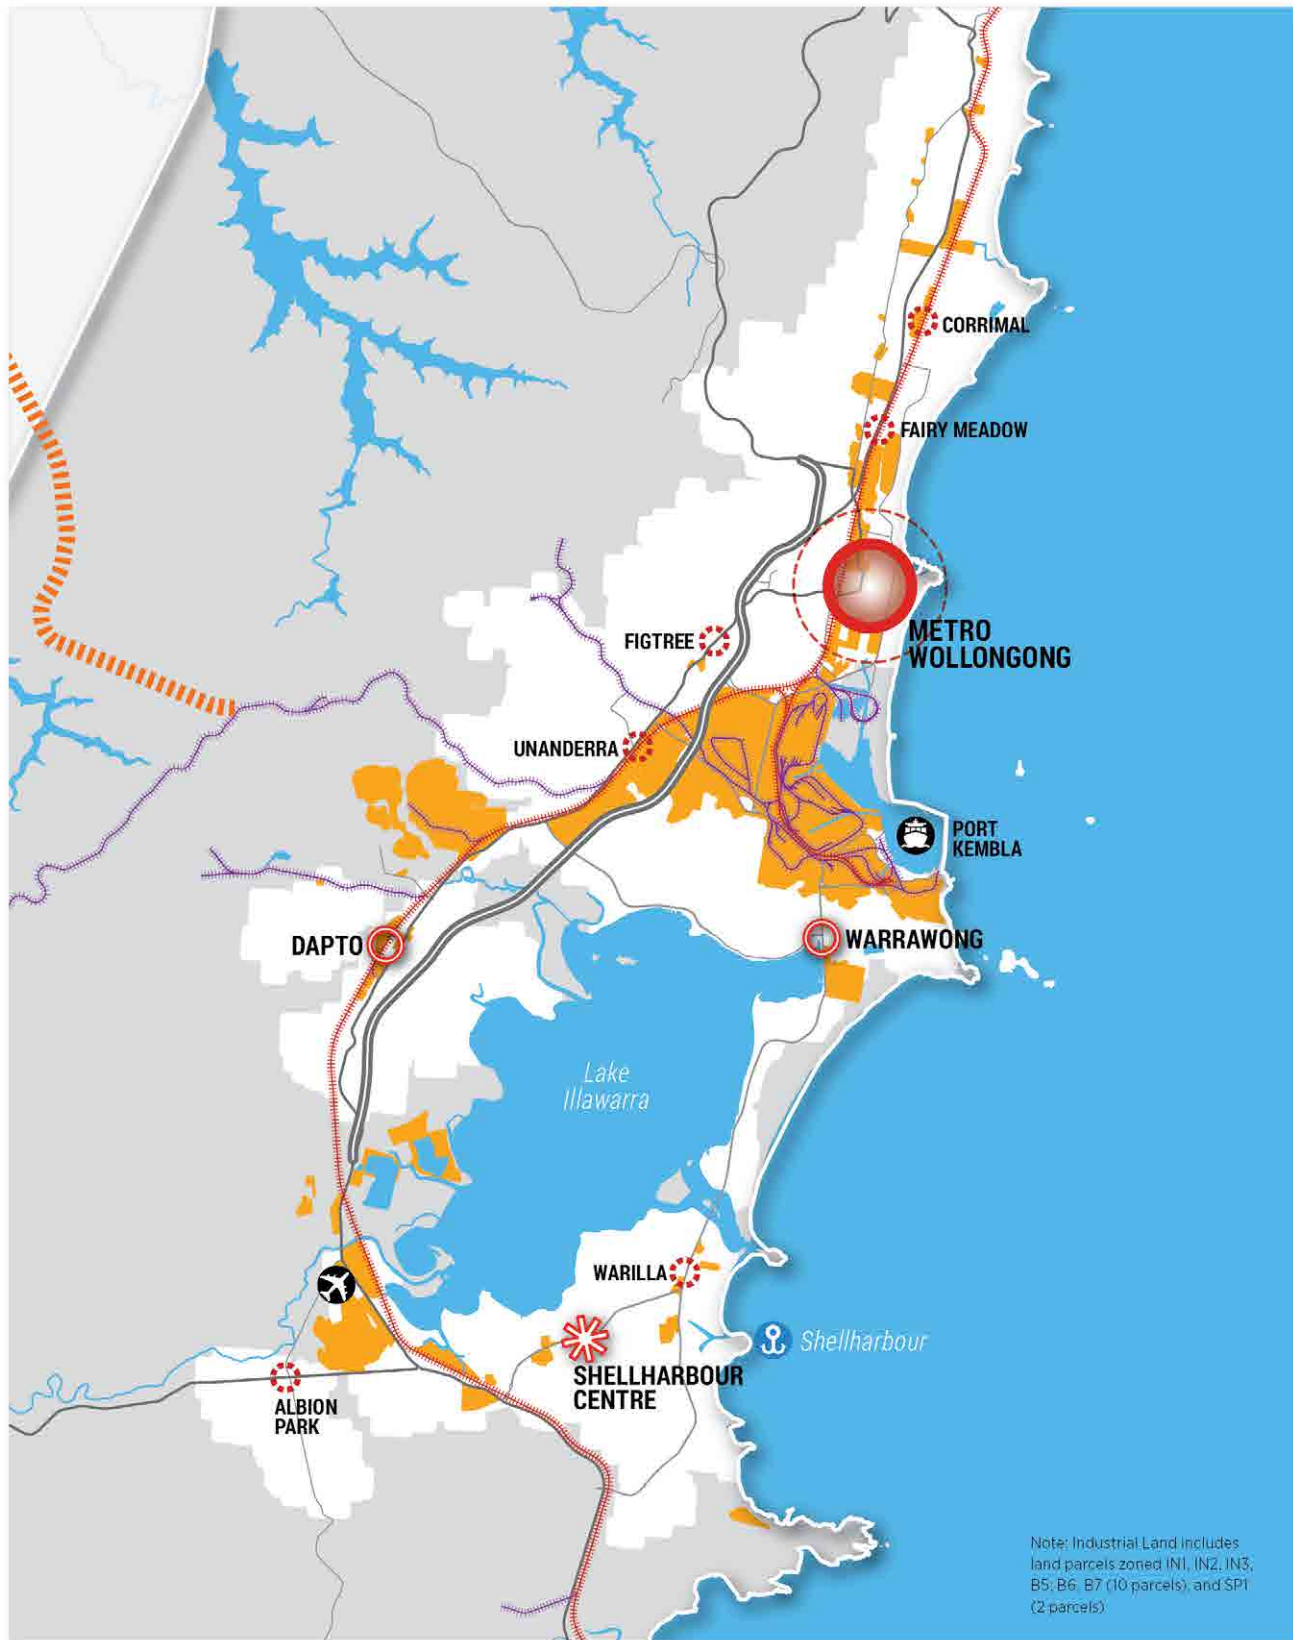 CORRIMAL
FAIRY MEADOW
METRO
WOLLONGONG
FIGTREE
UNANDERRA
PORT
KEMBLA
DAPTO
WARRAWONG
Lake
Illawarra
WARILLA
Shellharbour
SHELLHARBOUR
CENTRE
ALBION
PARK
Note: Industrial Land includes
land parcels zoned IN1, IN2, IN3,
B5, B6, B7 (10 parcels), and SP1
(2 parcels)